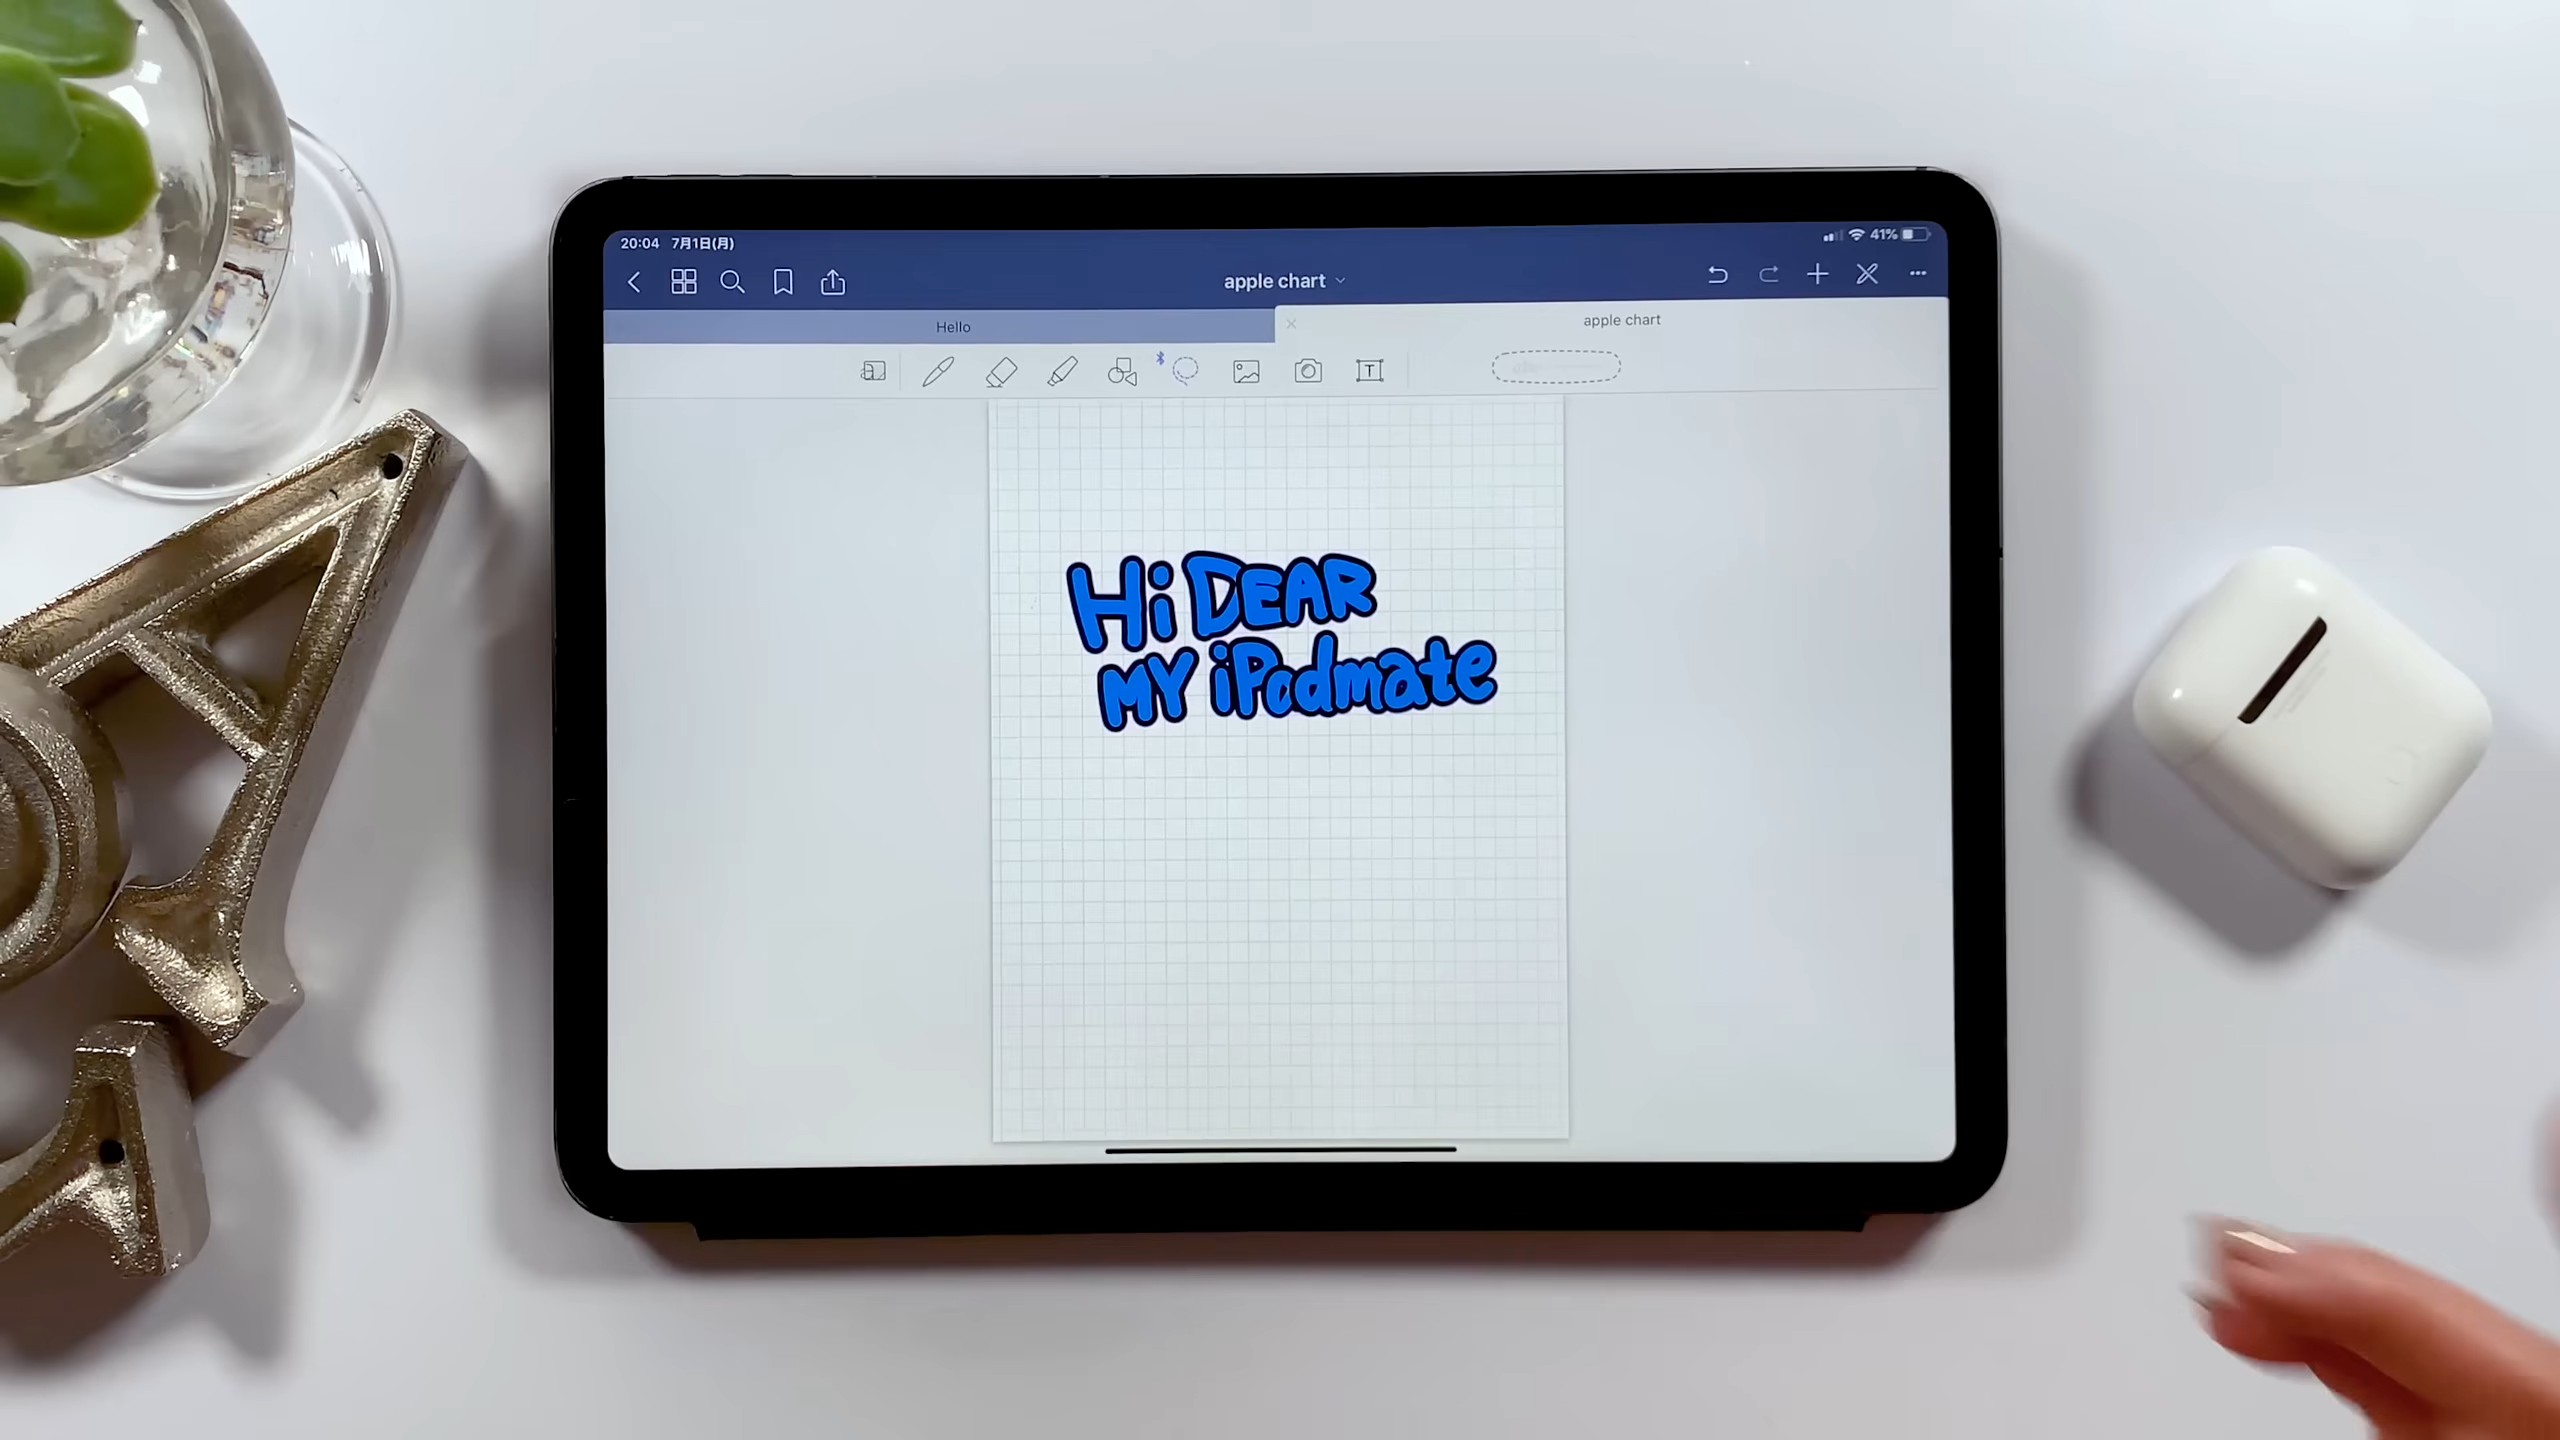 20:04 7月1日(月)
41%
apple chart
Hello
apple chart
T
Hi DEAR
MY iPadmate